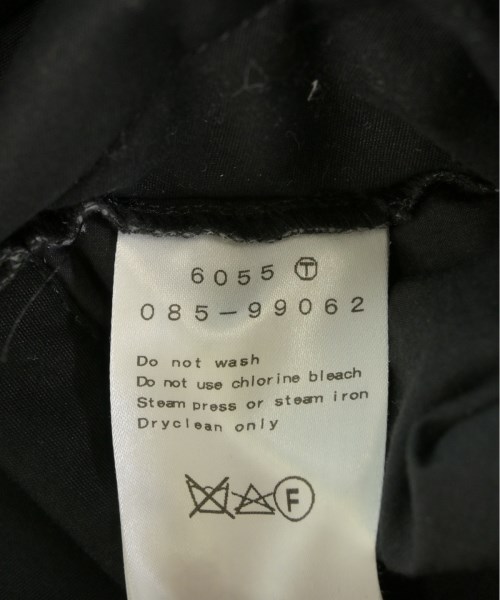 6055 Ⓣ
085-99062
Do not wash
Do not use chlorine bleach
Steam press or steam iron
Dryclean only
F